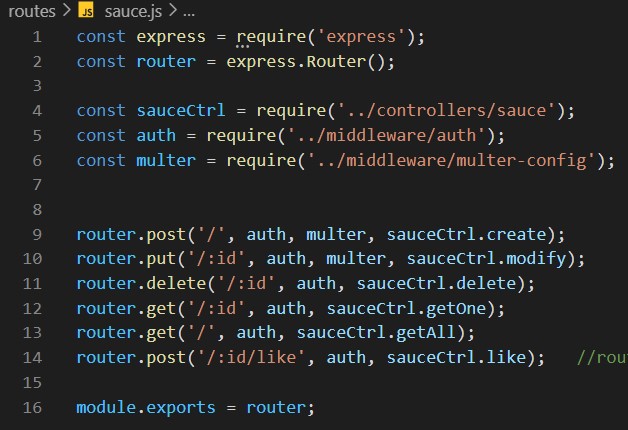 routes > JS sauce.js > ...
1 const express = require('express');
2 const router = express.Router();
3
4 const sauceCtrl = require('../controllers/sauce');
5 const auth = require('../middleware/auth');
6 const multer = require('../middleware/multer-config');
7
8
9 router.post('/', auth, multer, sauceCtrl.create);
10 router.put('/:id', auth, multer, sauceCtrl.modify);
11 router.delete('/:id', auth, sauceCtrl.delete);
12 router.get('/:id', auth, sauceCtrl.getOne);
13 router.get('/', auth, sauceCtrl.getAll);
14 router.post('/:id/like', auth, sauceCtrl.like); //rou
15
16 module.exports = router;